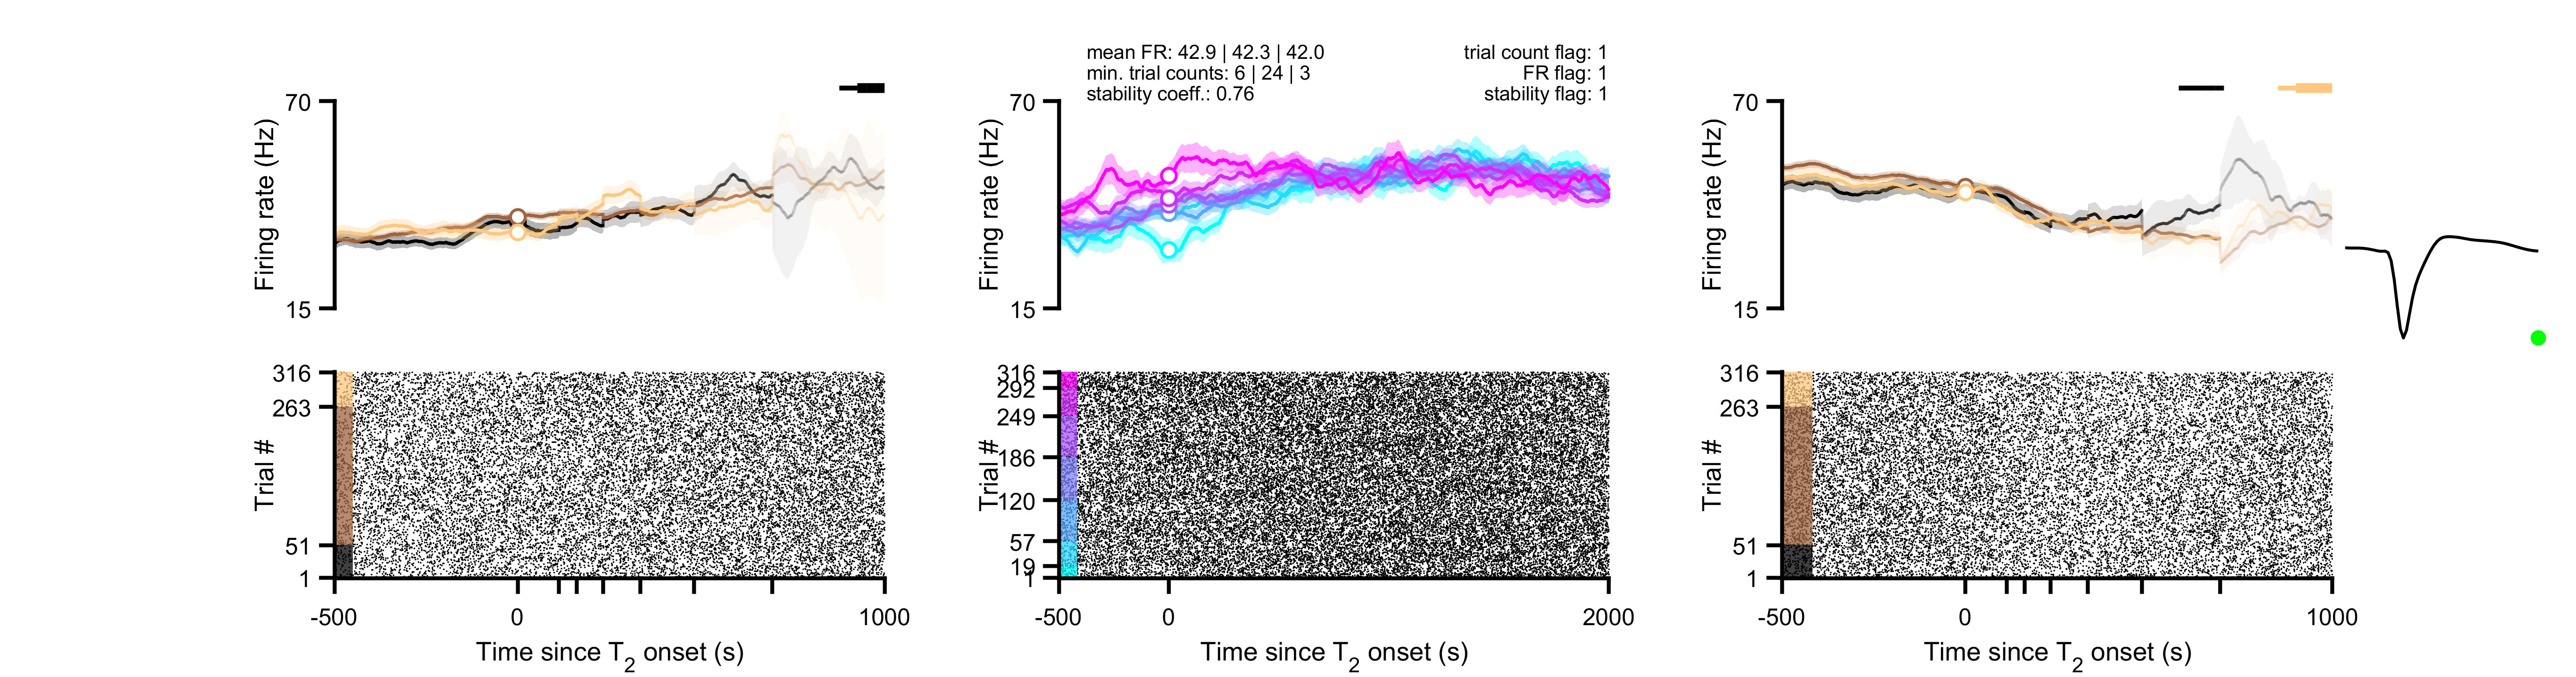 70
15
Firing rate (Hz)
316
263
51
1
Trial #
-500
0
1000
Time since T2 onset (s)
mean FR: 42.9 | 42.3 | 42.0
min. trial counts: 6 | 24 | 3
stability coeff.: 0.76
trial count flag: 1
FR flag: 1
stability flag: 1
70
15
Firing rate (Hz)
316
292
249
186
120
57
19
1
Trial #
-500
0
2000
Time since T2 onset (s)
70
15
Firing rate (Hz)
316
263
51
1
Trial #
-500
0
1000
Time since T2 onset (s)